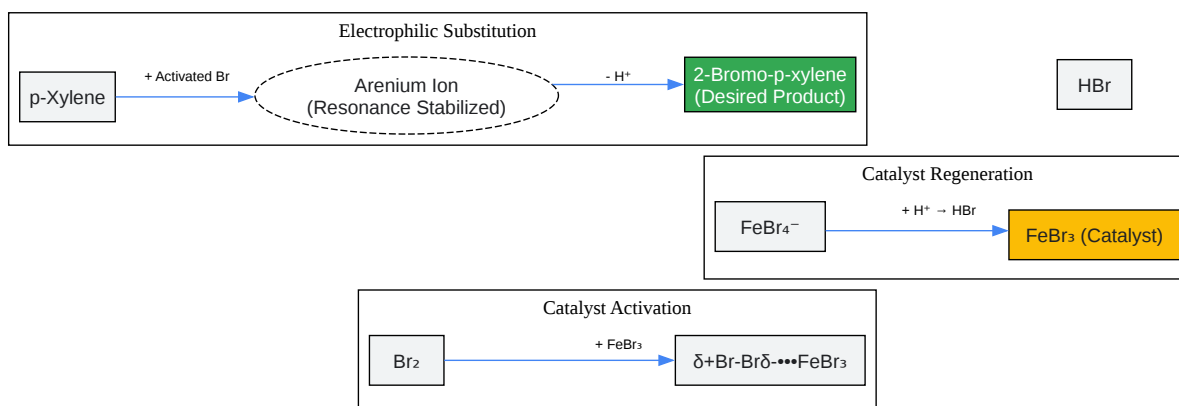 Electrophilic Substitution
p-Xylene
+ Activated Br
Arenium Ion
(Resonance Stabilized)
- H⁺
2-Bromo-p-xylene
(Desired Product)
HBr
Catalyst Regeneration
FeBr₄⁻
+ H⁺ → HBr
FeBr₃ (Catalyst)
Catalyst Activation
Br₂
+ FeBr₃
δ+Br-Brδ-•••FeBr₃